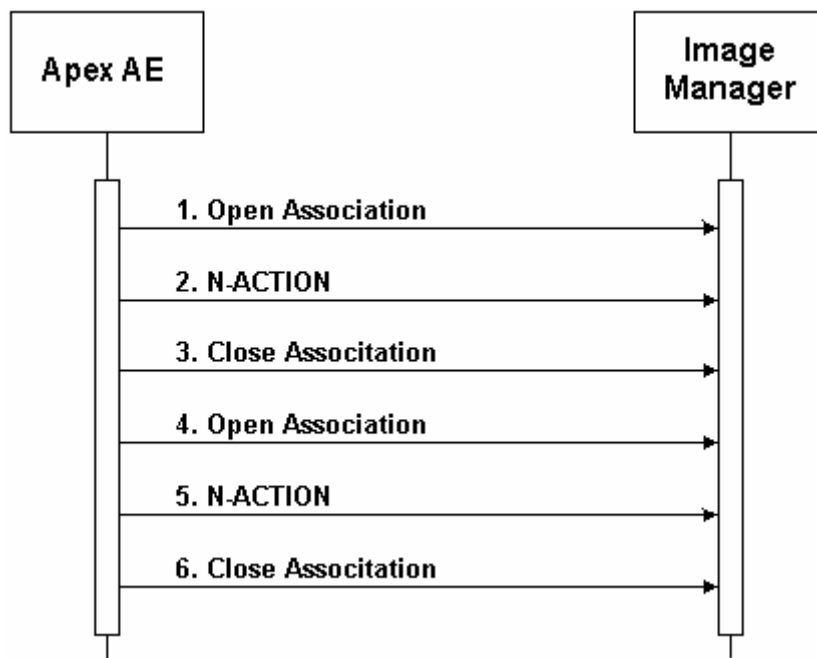 Apex AE
Image
Manager
1. Open Association
2. N-ACTION
3. Close Associtation
4. Open Association
5. N-ACTION
6. Close Associtation